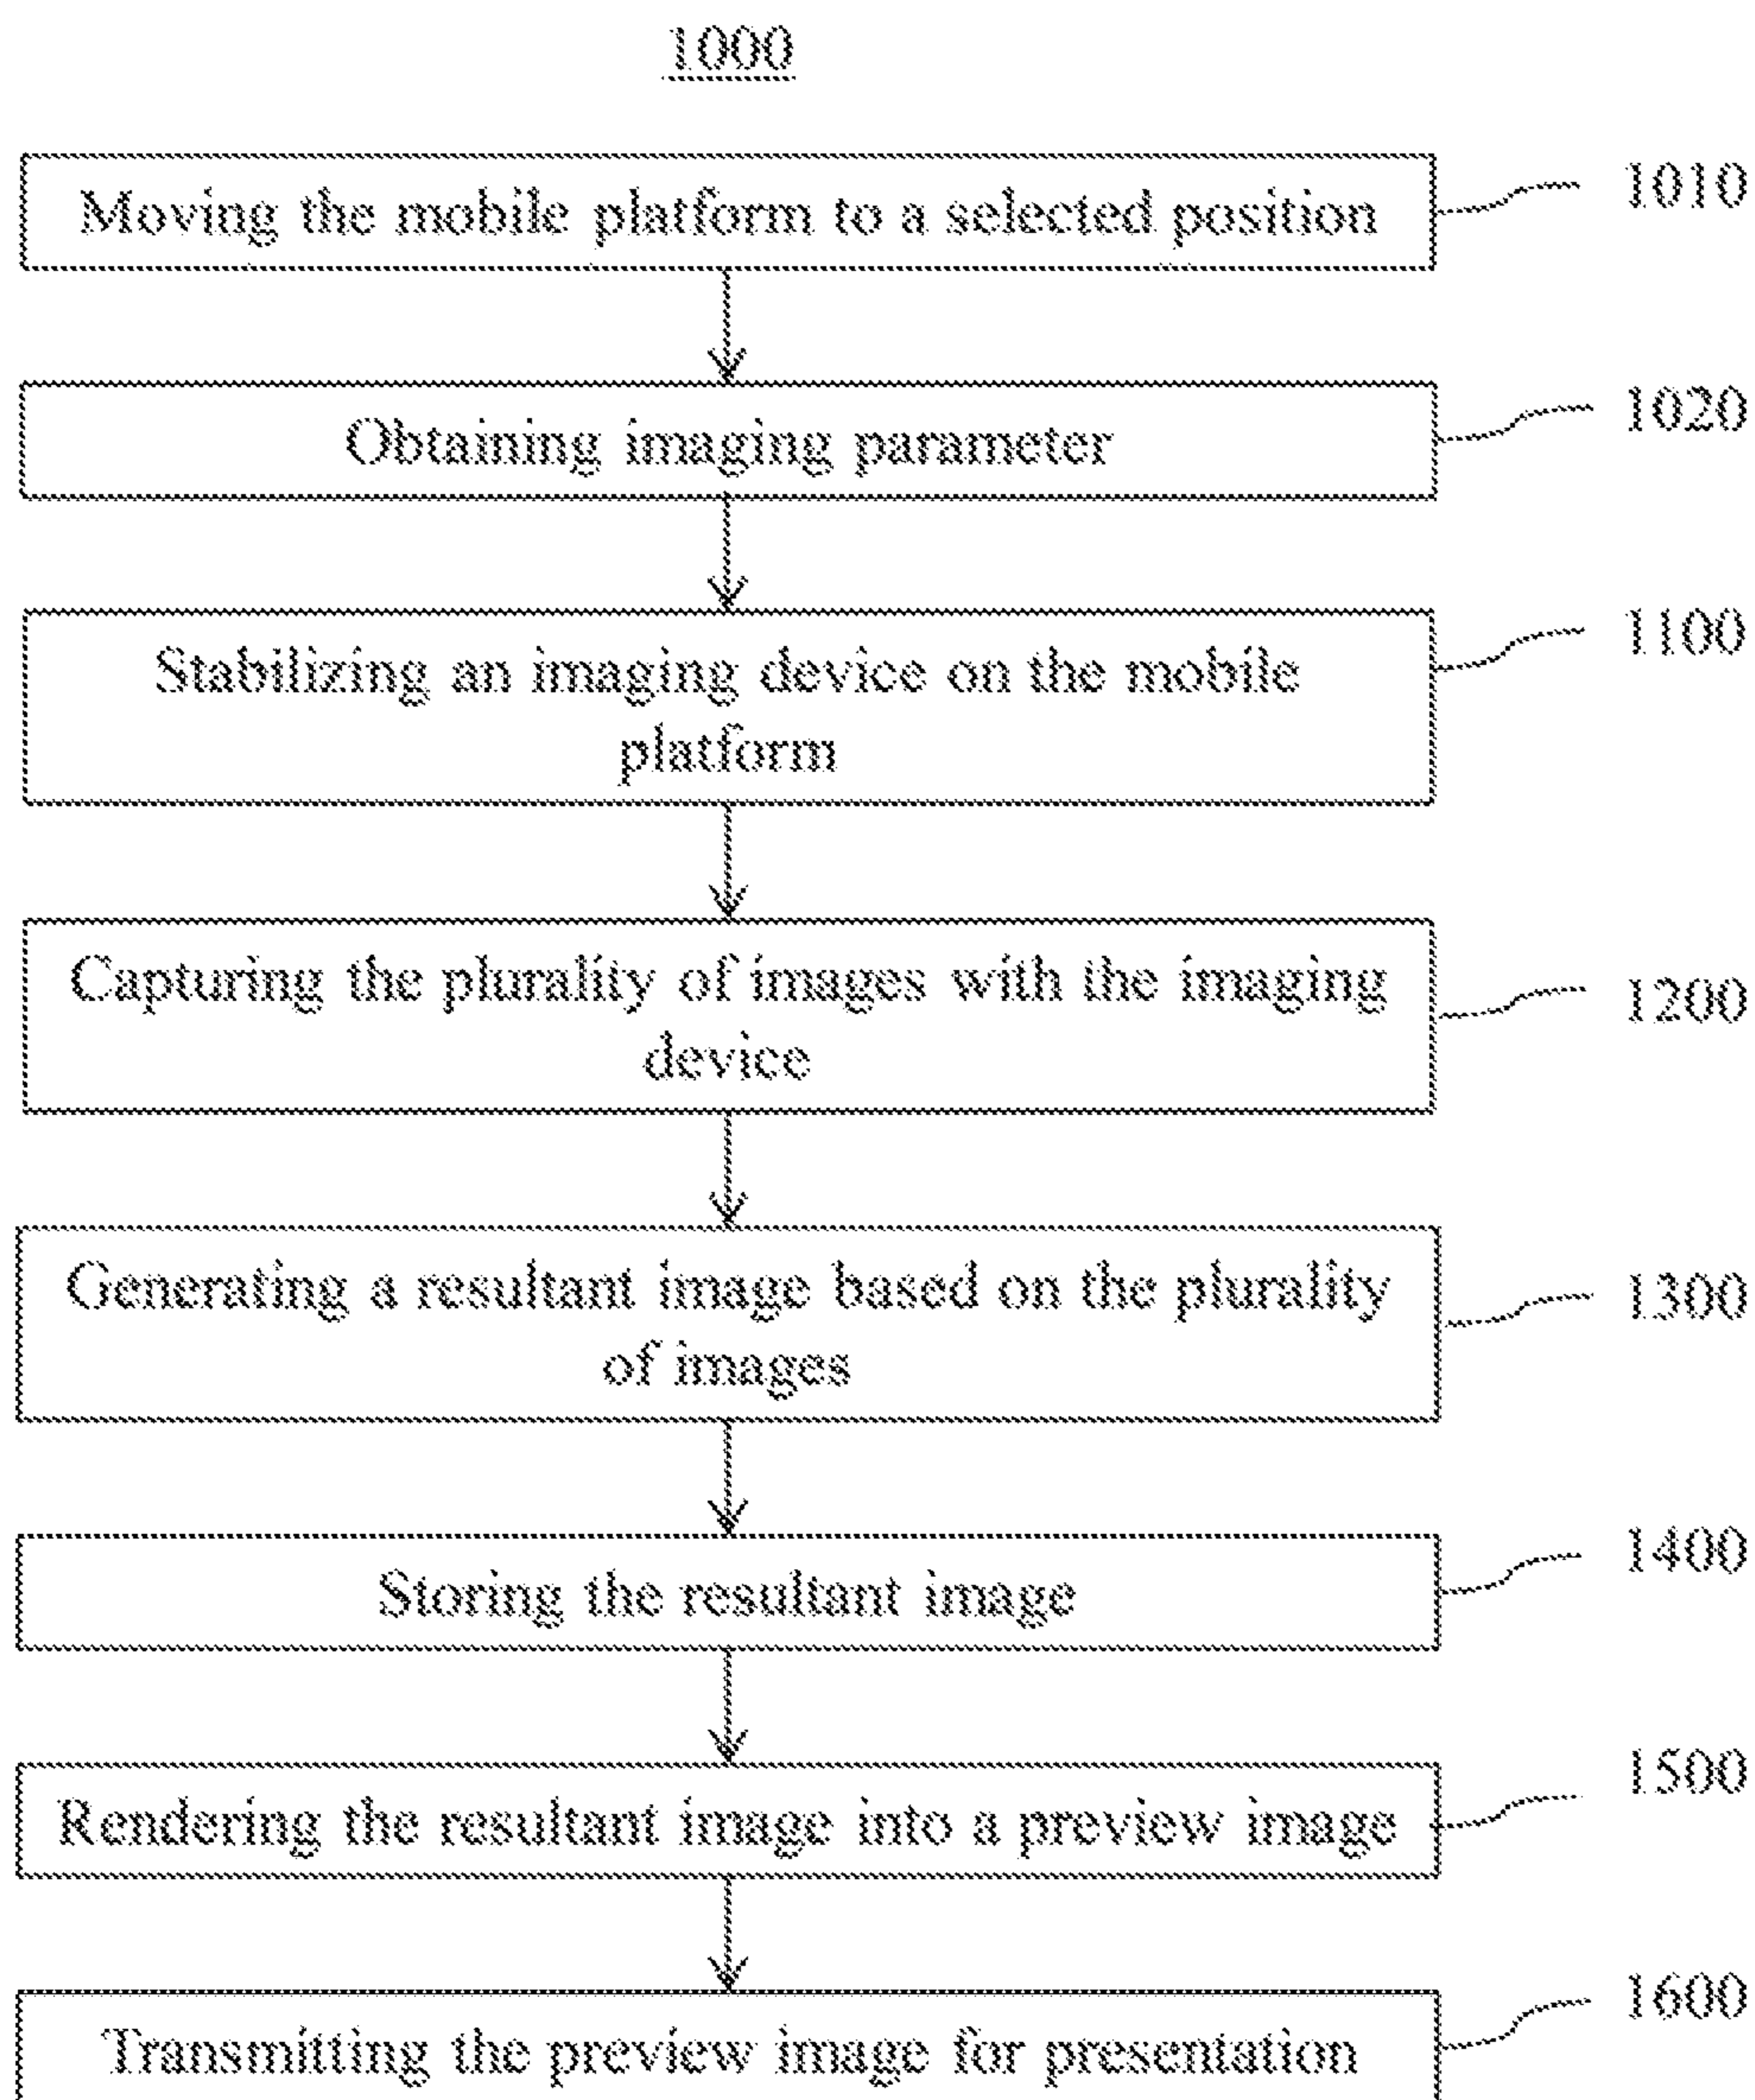 1000
Moving the mobile platform to a selected position
1010
Obtaining imaging parameter
1020
Stabilizing an imaging device on the mobile
platform
1100
Capturing the plurality of images with the imaging
device
1200
Generating a resultant image based on the plurality
of images
1300
Storing the resultant image
1400
Rendering the resultant image into a preview image
1500
Transmitting the preview image for presentation
1600